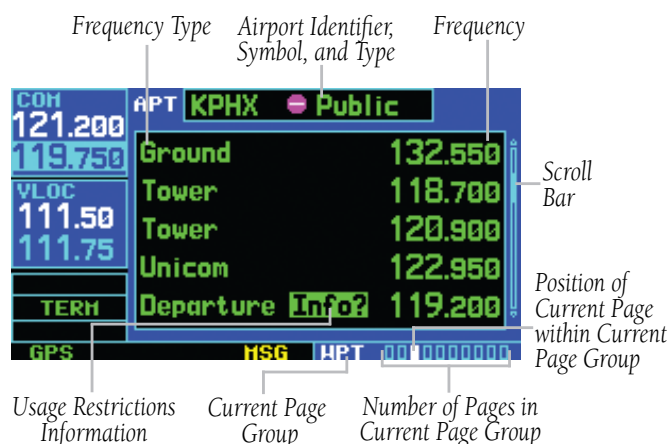 Frequency Type
Airport Identifier,
Symbol, and Type
Frequency
COM
121.200
119.750
APT KPHX Public
Ground 132.550
Tower 118.700
Tower 120.900
Unicom 122.950
Departure Info? 119.200
VLOC
111.50
111.75
TERM
GPS MSG WPT
Scroll
Bar
Position of
Current Page
within Current
Page Group
Usage Restrictions
Information
Current Page
Group
Number of Pages in
Current Page Group